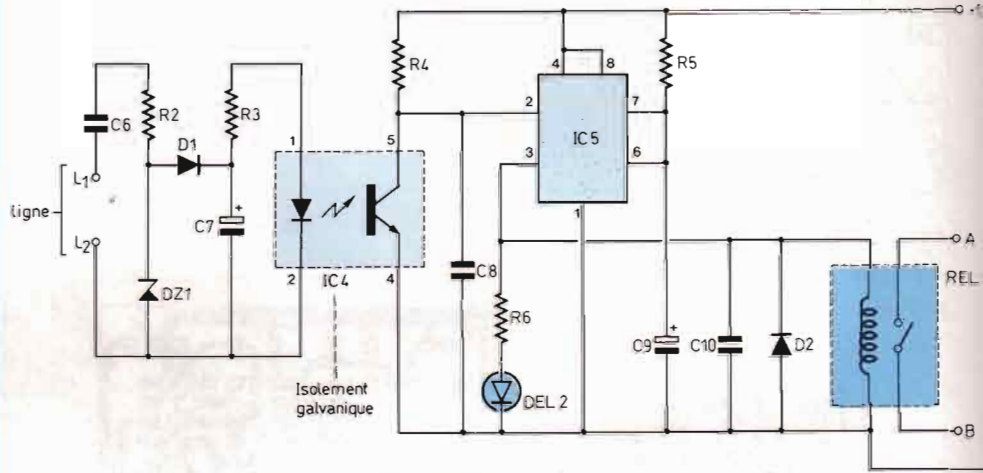 R4
4
8
R5
C6
R2
R3
2
7
D1
1
5
IC5
L1
3
6
ligne
C7
1
A
L2
2
IC4
4
C8
REL
DZ1
R6
C9
C10
D2
Isolement
galvanique
DEL 2
B
+
+